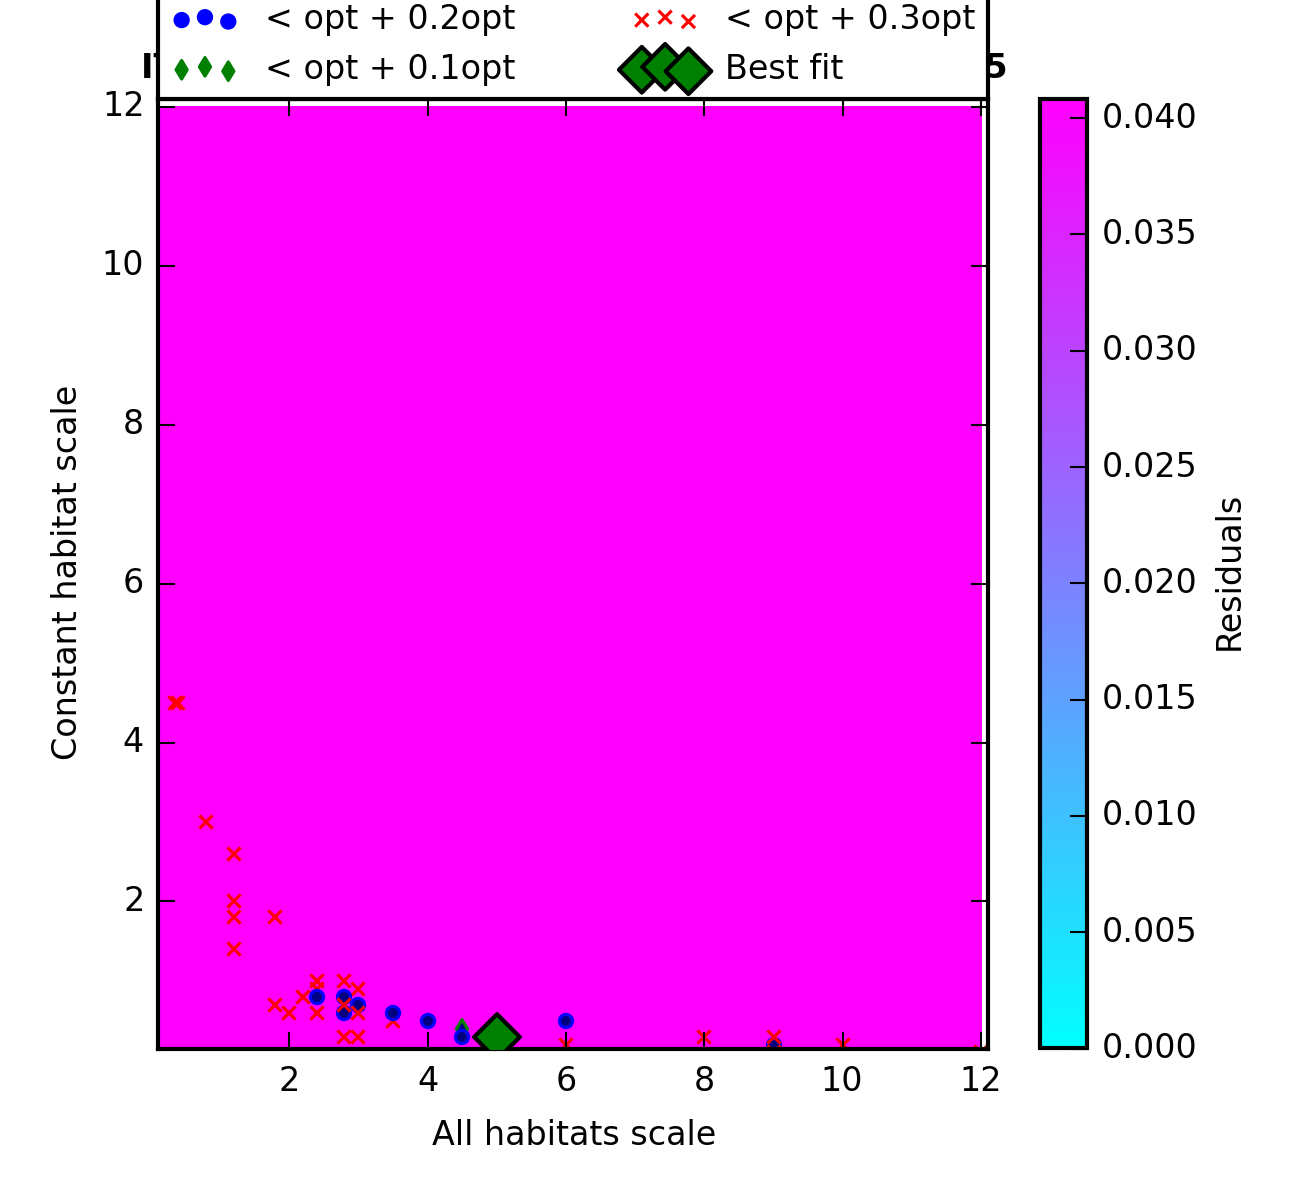 < opt + 0.2opt < opt + 0.3opt
< opt + 0.1opt Best fit
5
12
10
8
6
4
2
Constant habitat scale
2 4 6 8 10 12
All habitats scale
0.040
0.035
0.030
0.025
0.020
0.015
0.010
0.005
0.000
Residuals